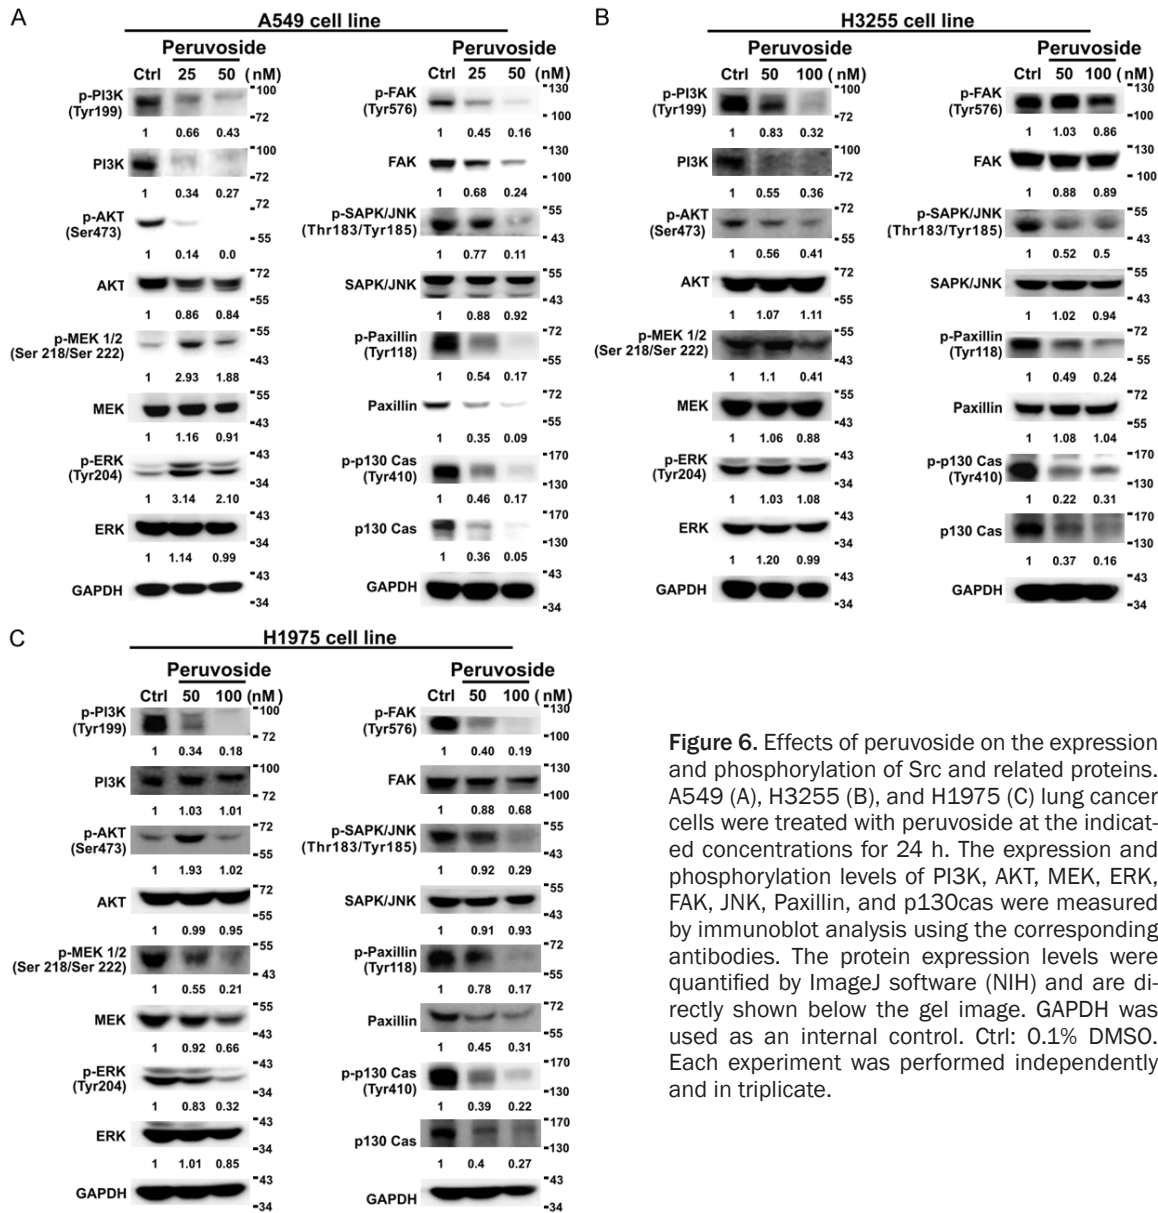 A
A549 cell line
Peruvoside
Ctrl 25 50 (nM)
p-PI3K
(Tyr199)
100
72
1 0.66 0.43
PI3K
100
72
1 0.34 0.27
p-AKT
(Ser473)
72
55
1 0.14 0.0
AKT
72
55
1 0.86 0.84
p-MEK 1/2
(Ser 218/Ser 222)
55
43
1 2.93 1.88
MEK
55
43
1 1.16 0.91
p-ERK
(Tyr204)
43
34
1 3.14 2.10
ERK
43
34
1 1.14 0.99
GAPDH
43
34
Peruvoside
Ctrl 25 50 (nM)
p-FAK
(Tyr576)
130
100
1 0.45 0.16
FAK
130
100
1 0.68 0.24
p-SAPK/JNK
(Thr183/Tyr185)
55
43
1 0.77 0.11
SAPK/JNK
55
43
1 0.88 0.92
p-Paxillin
(Tyr118)
72
55
1 0.54 0.17
Paxillin
72
55
1 0.35 0.09
p-p130 Cas
(Tyr410)
170
130
1 0.46 0.17
p130 Cas
170
130
1 0.36 0.05
GAPDH
43
34
B
H3255 cell line
Peruvoside
Ctrl 50 100 (nM)
p-PI3K
(Tyr199)
100
72
1 0.83 0.32
PI3K
100
72
1 0.55 0.36
p-AKT
(Ser473)
72
55
1 0.56 0.41
AKT
72
55
1 1.07 1.11
p-MEK 1/2
(Ser 218/Ser 222)
55
43
1 1.1 0.41
MEK
55
43
1 1.06 0.88
p-ERK
(Tyr204)
43
34
1 1.03 1.08
ERK
43
34
1 1.20 0.99
GAPDH
43
34
Peruvoside
Ctrl 50 100 (nM)
p-FAK
(Tyr576)
130
100
1 1.03 0.86
FAK
130
100
1 0.88 0.89
p-SAPK/JNK
(Thr183/Tyr185)
55
43
1 0.52 0.5
SAPK/JNK
55
43
1 1.02 0.94
p-Paxillin
(Tyr118)
72
55
1 0.49 0.24
Paxillin
72
55
1 1.08 1.04
p-p130 Cas
(Tyr410)
170
130
1 0.22 0.31
p130 Cas
170
130
1 0.37 0.16
GAPDH
43
34
C
H1975 cell line
Peruvoside
Ctrl 50 100 (nM)
p-PI3K
(Tyr199)
100
72
1 0.34 0.18
PI3K
100
72
1 1.03 1.01
p-AKT
(Ser473)
72
55
1 1.93 1.02
AKT
72
55
1 0.99 0.95
p-MEK 1/2
(Ser 218/Ser 222)
55
43
1 0.55 0.21
MEK
55
43
1 0.92 0.66
p-ERK
(Tyr204)
43
34
1 0.83 0.32
ERK
43
34
1 1.01 0.85
GAPDH
43
34
Peruvoside
Ctrl 50 100 (nM)
p-FAK
(Tyr576)
130
100
1 0.40 0.19
FAK
130
100
1 0.88 0.68
p-SAPK/JNK
(Thr183/Tyr185)
55
43
1 0.92 0.29
SAPK/JNK
55
43
1 0.91 0.93
p-Paxillin
(Tyr118)
72
55
1 0.78 0.17
Paxillin
72
55
1 0.45 0.31
p-p130 Cas
(Tyr410)
170
130
1 0.39 0.22
p130 Cas
170
130
1 0.4 0.27
GAPDH
43
34
Figure 6. Effects of peruvoside on the expression
and phosphorylation of Src and related proteins.
A549 (A), H3255 (B), and H1975 (C) lung cancer
cells were treated with peruvoside at the indicat-
ed concentrations for 24 h. The expression and
phosphorylation levels of PI3K, AKT, MEK, ERK,
FAK, JNK, Paxillin, and p130cas were measured
by immunoblot analysis using the corresponding
antibodies. The protein expression levels were
quantified by ImageJ software (NIH) and are di-
rectly shown below the gel image. GAPDH was
used as an internal control. Ctrl: 0.1% DMSO.
Each experiment was performed independently
and in triplicate.